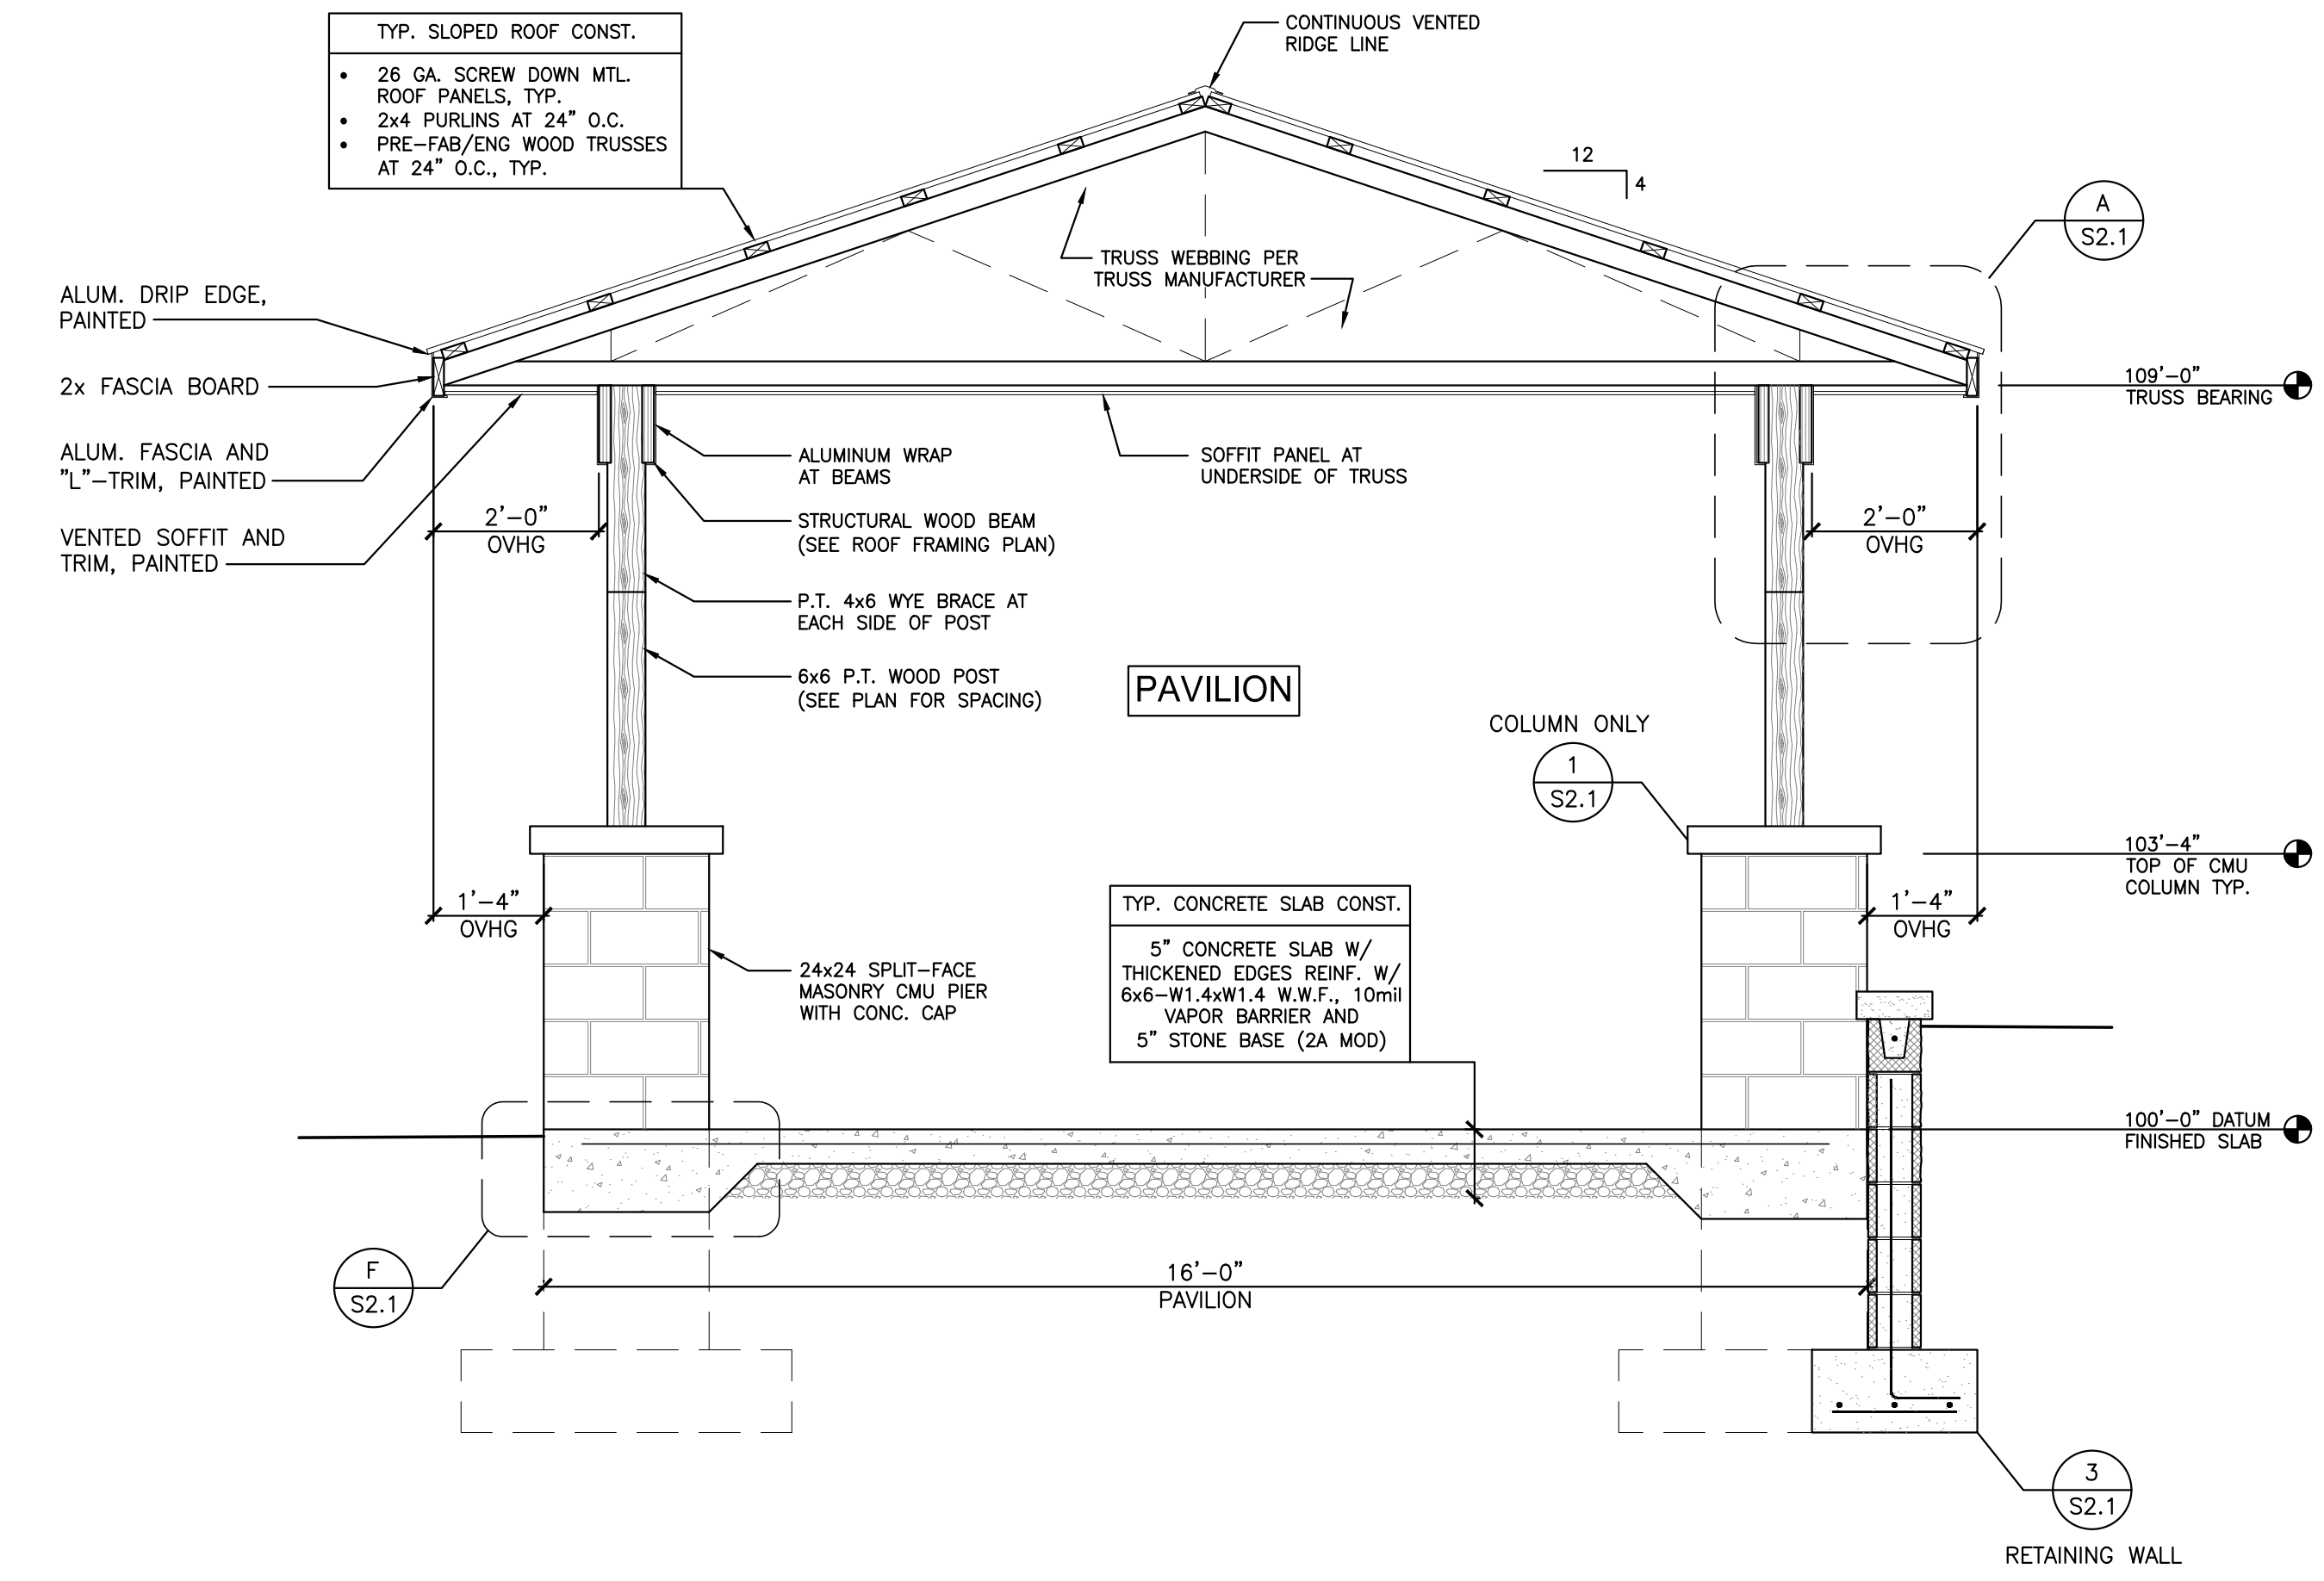 TYP. SLOPED ROOF CONST.
• 26 GA. SCREW DOWN MTL.
ROOF PANELS, TYP.
• 2x4 PURLINS AT 24" O.C.
• PRE-FAB/ENG WOOD TRUSSES
AT 24" O.C., TYP.
CONTINUOUS VENTED
RIDGE LINE
12
4
A
S2.1
TRUSS WEBBING PER
TRUSS MANUFACTURER
ALUM. DRIP EDGE,
PAINTED
2x FASCIA BOARD
ALUM. FASCIA AND
"L"-TRIM, PAINTED
VENTED SOFFIT AND
TRIM, PAINTED
109'-0"
TRUSS BEARING
ALUMINUM WRAP
AT BEAMS
SOFFIT PANEL AT
UNDERSIDE OF TRUSS
2'-0"
OVHG
STRUCTURAL WOOD BEAM
(SEE ROOF FRAMING PLAN)
2'-0"
OVHG
P.T. 4x6 WYE BRACE AT
EACH SIDE OF POST
6x6 P.T. WOOD POST
(SEE PLAN FOR SPACING)
PAVILION
COLUMN ONLY
1
S2.1
103'-4"
TOP OF CMU
COLUMN TYP.
1'-4"
OVHG
1'-4"
OVHG
TYP. CONCRETE SLAB CONST.
5" CONCRETE SLAB W/
THICKENED EDGES REINF. W/
6x6-W1.4xW1.4 W.W.F., 10mil
VAPOR BARRIER AND
5" STONE BASE (2A MOD)
24x24 SPLIT-FACE
MASONRY CMU PIER
WITH CONC. CAP
100'-0" DATUM
FINISHED SLAB
F
S2.1
16'-0"
PAVILION
3
S2.1
RETAINING WALL